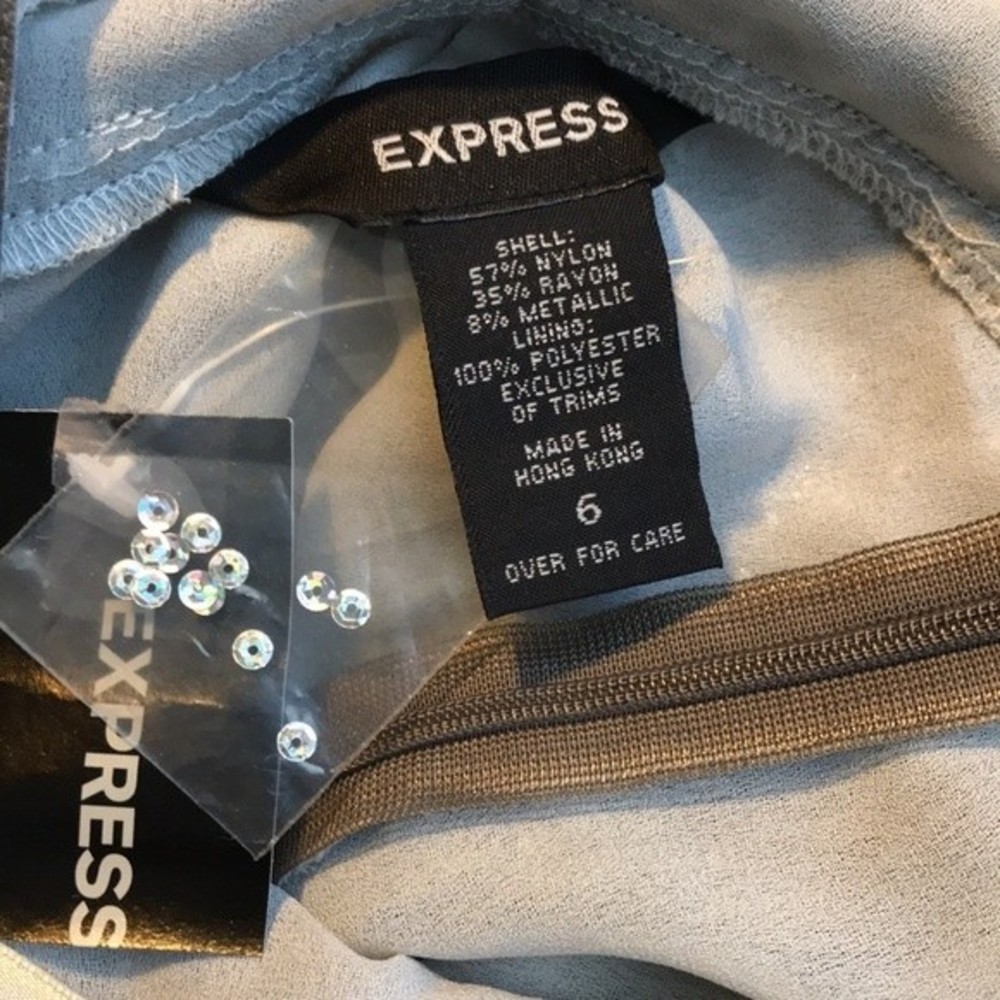 EXPRESS
SHELL:
57% NYLON
35% RAYON
8% METALLIC
LINING:
100% POLYESTER
EXCLUSIVE
OF TRIMS
MADE IN
HONG KONG
6
OVER FOR CARE
EXPRESS